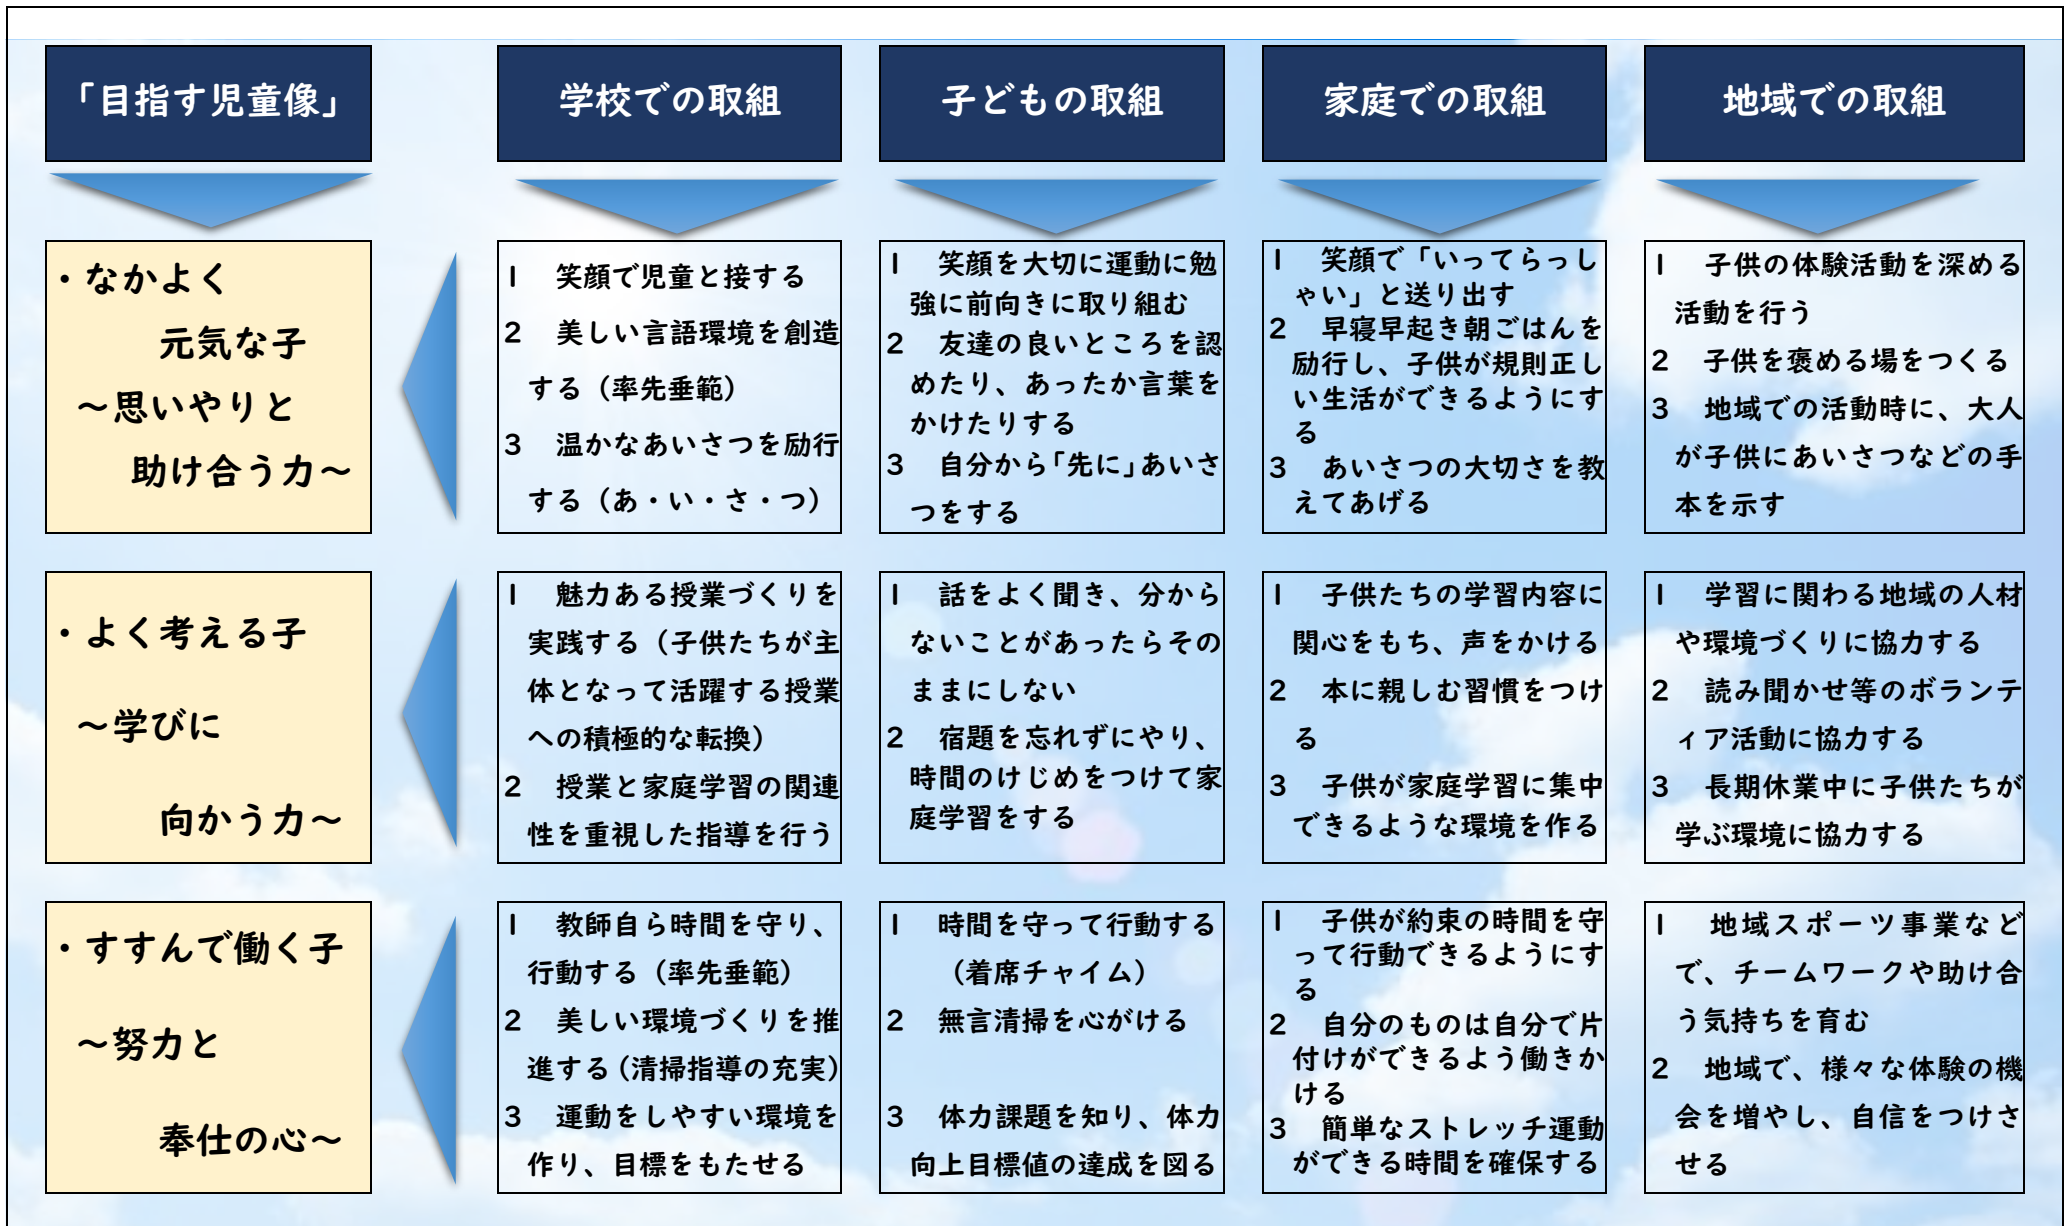 「目指す児童像」
学校での取組
子どもの取組
家庭での取組
地域での取組
・なかよく
元気な子
～思いやりと
助け合う力～
1　笑顔で児童と接する
2　美しい言語環境を創造
する（率先垂範）
3　温かなあいさつを励行
する（あ・い・さ・つ）
1　笑顔を大切に運動に勉
強に前向きに取り組む
2　友達の良いところを認
めたり、あったか言葉を
かけたりする
3　自分から「先に」あいさ
つをする
1　笑顔で「いってらっし
ゃい」と送り出す
2　早寝早起き朝ごはんを
励行し、子供が規則正し
い生活ができるようにす
る
3　あいさつの大切さを教
えてあげる
1　子供の体験活動を深める
活動を行う
2　子供を褒める場をつくる
3　地域での活動時に、大人
が子供にあいさつなどの手
本を示す
・よく考える子
～学びに
向かう力～
1　魅力ある授業づくりを
実践する（子供たちが主
体となって活躍する授業
への積極的な転換）
2　授業と家庭学習の関連
性を重視した指導を行う
1　話をよく聞き、分から
ないことがあったらその
ままにしない
2　宿題を忘れずにやり、
時間のけじめをつけて家
庭学習をする
1　子供たちの学習内容に
関心をもち、声をかける
2　本に親しむ習慣をつけ
る
3　子供が家庭学習に集中
できるような環境を作る
1　学習に関わる地域の人材
や環境づくりに協力する
2　読み聞かせ等のボランテ
ィア活動に協力する
3　長期休業中に子供たちが
学ぶ環境に協力する
・すすんで働く子
～努力と
奉仕の心～
1　教師自ら時間を守り、
行動する（率先垂範）
2　美しい環境づくりを推
進する（清掃指導の充実）
3　運動をしやすい環境を
作り、目標をもたせる
1　時間を守って行動する
（着席チャイム）
2　無言清掃を心がける
3　体力課題を知り、体力
向上目標値の達成を図る
1　子供が約束の時間を守
って行動できるようにす
る
2　自分のものは自分で片
付けができるよう働きか
ける
3　簡単なストレッチ運動
ができる時間を確保する
1　地域スポーツ事業など
で、チームワークや助け合
う気持ちを育む
2　地域で、様々な体験の機
会を増やし、自信をつけさ
せる